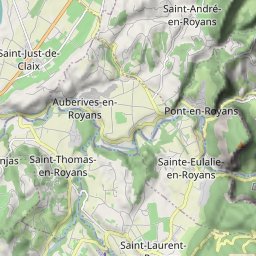 Saint-André-
en-Royans
Saint-Just-de-
Claix
Auberives-en-
Royans
Pont-en-Royans
Saint-Thomas-
en-Royans
Sainte-Eulalie-
en-Royans
njas
Saint-Laurent-